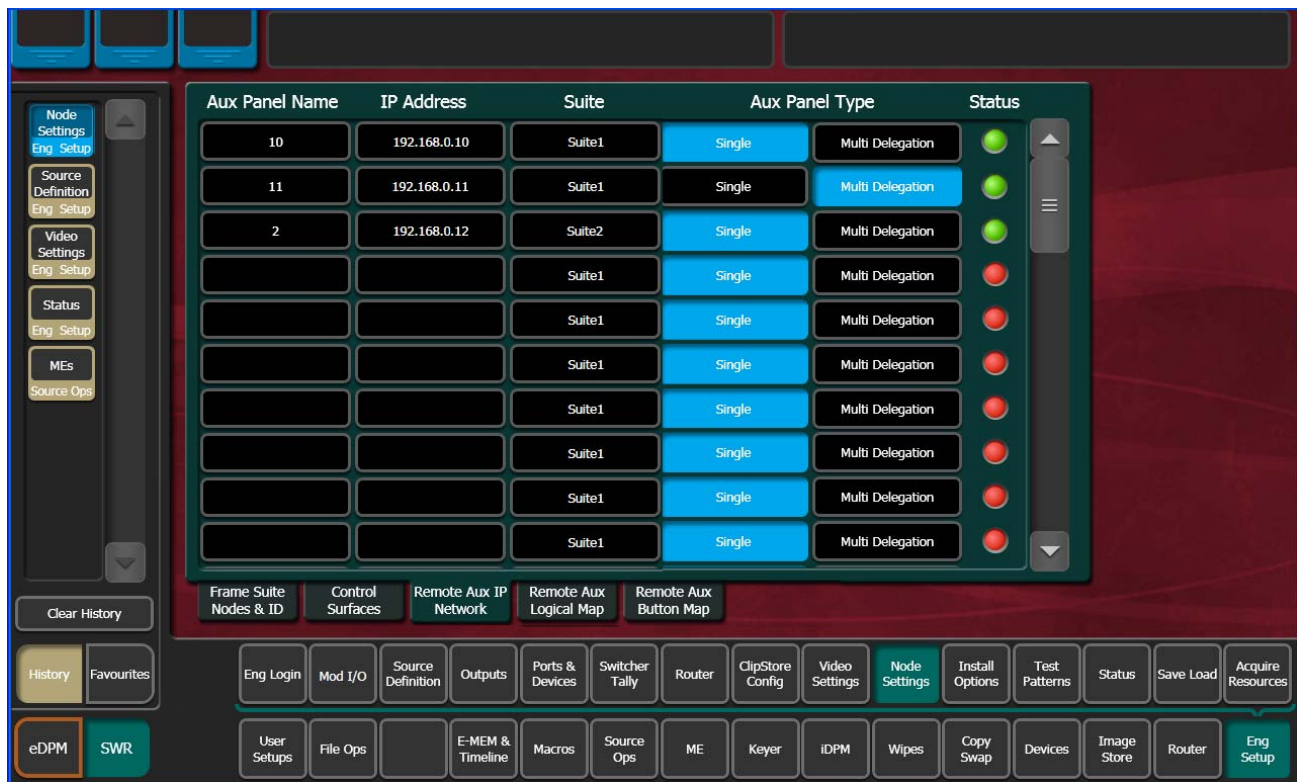 Aux Panel Name IP Address Suite Aux Panel Type Status
10 192.168.0.10 Suite1 Single Multi Delegation
11 192.168.0.11 Suite1 Single Multi Delegation
2 192.168.0.12 Suite2 Single Multi Delegation
Suite1 Single Multi Delegation
Suite1 Single Multi Delegation
Suite1 Single Multi Delegation
Suite1 Single Multi Delegation
Suite1 Single Multi Delegation
Suite1 Single Multi Delegation
Suite1 Single Multi Delegation
Node
Settings
Eng Setup
Source
Definition
Eng Setup
Video
Settings
Eng Setup
Status
Eng Setup
MEs
Source Ops
Clear History
History
Favourites
Frame Suite
Nodes & ID
Control
Surfaces
Remote Aux IP
Network
Remote Aux
Logical Map
Remote Aux
Button Map
Eng Login
Mod I/O
Source
Definition
Outputs
Ports &
Devices
Switcher
Tally
Router
ClipStore
Config
Video
Settings
Node
Settings
Install
Options
Test
Patterns
Status
Save Load
Acquire
Resources
eDPM
SWR
User
Setups
File Ops
E-MEM &
Timeline
Macros
Source
Ops
ME
Keyer
iDPM
Wipes
Copy
Swap
Devices
Image
Store
Router
Eng
Setup